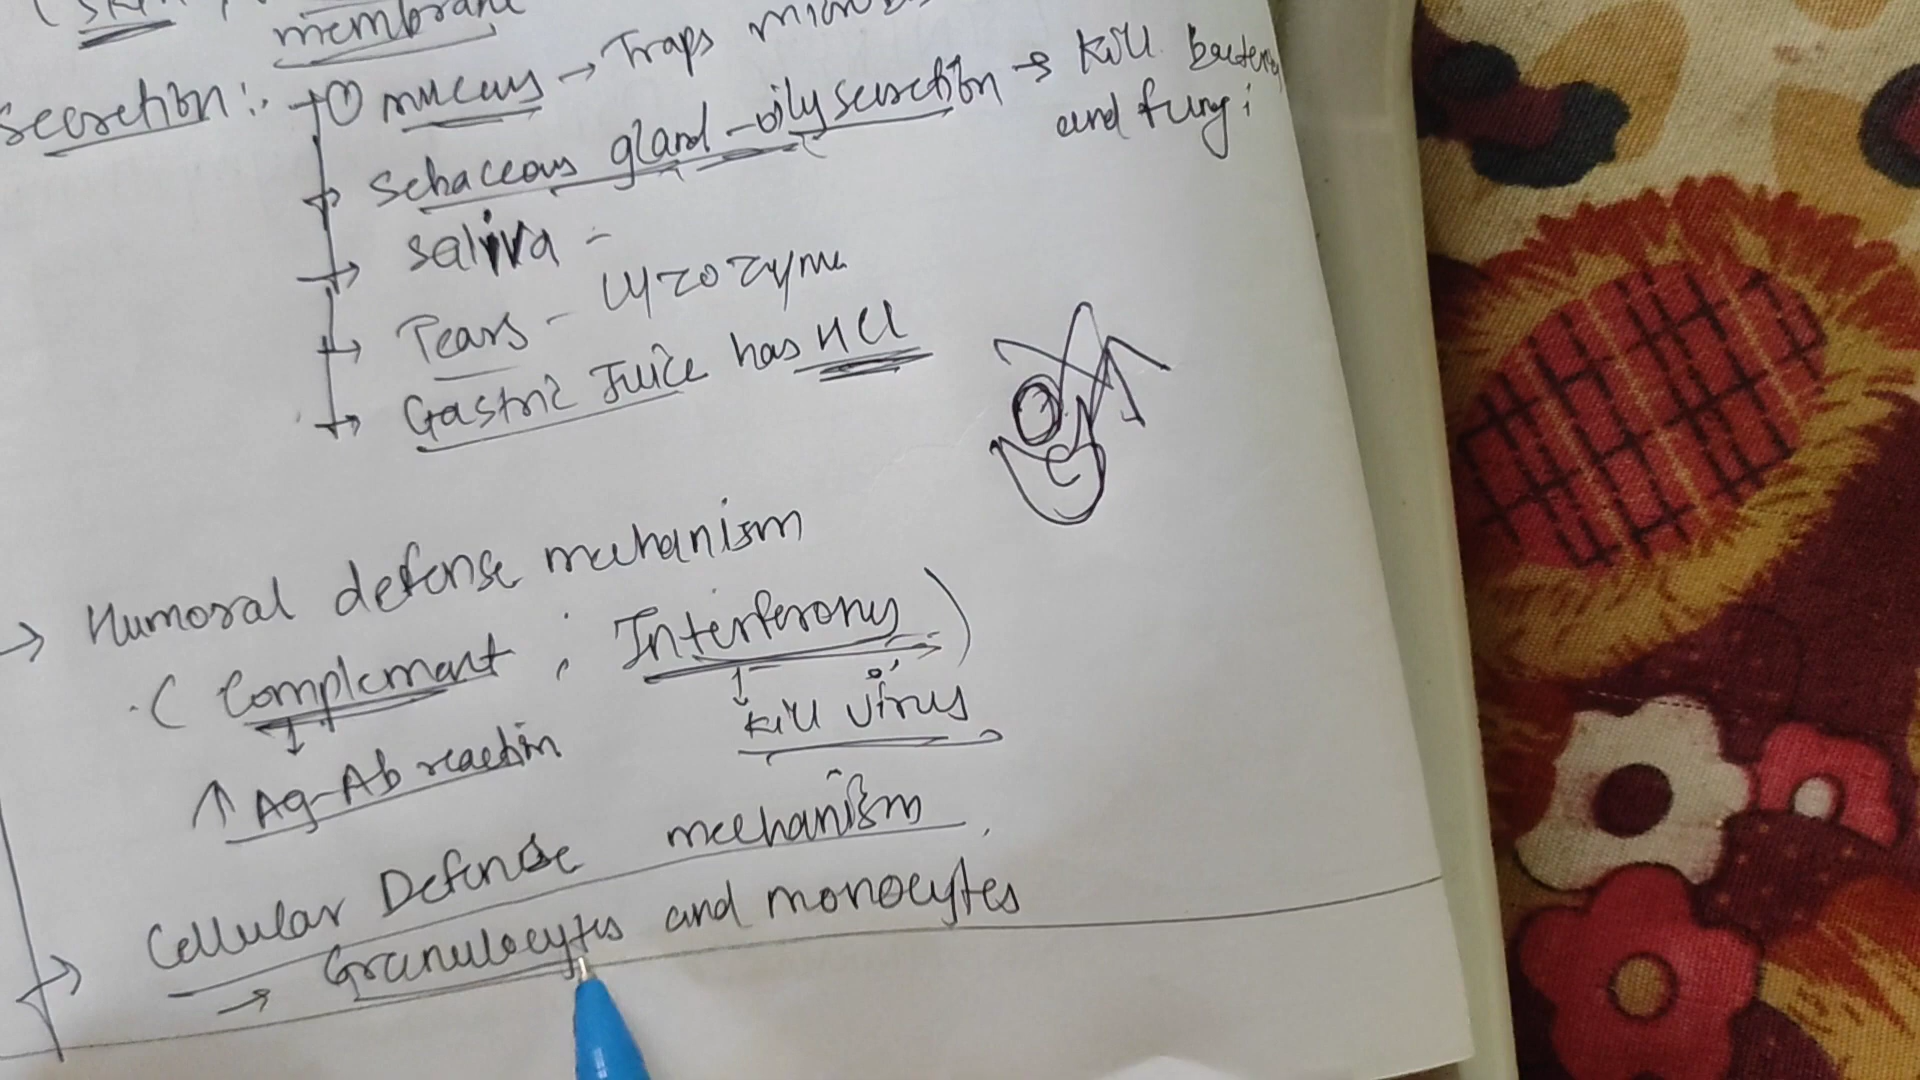 membrane
Secretion:. → ① mucus → Traps
→ Sebaceous gland - oily secretion → Kill bacteria
and fungi
→ saliva -
→ Tears - Lyzozyme
→ Gastric Juice has HCl
→ Humoral defense mechanism
( Complement , Interferons )
↓ ↑ Ag-Ab reaction
↓ kill virus
→ Cellular Defense mechanism
→ Granulocytes and monocytes